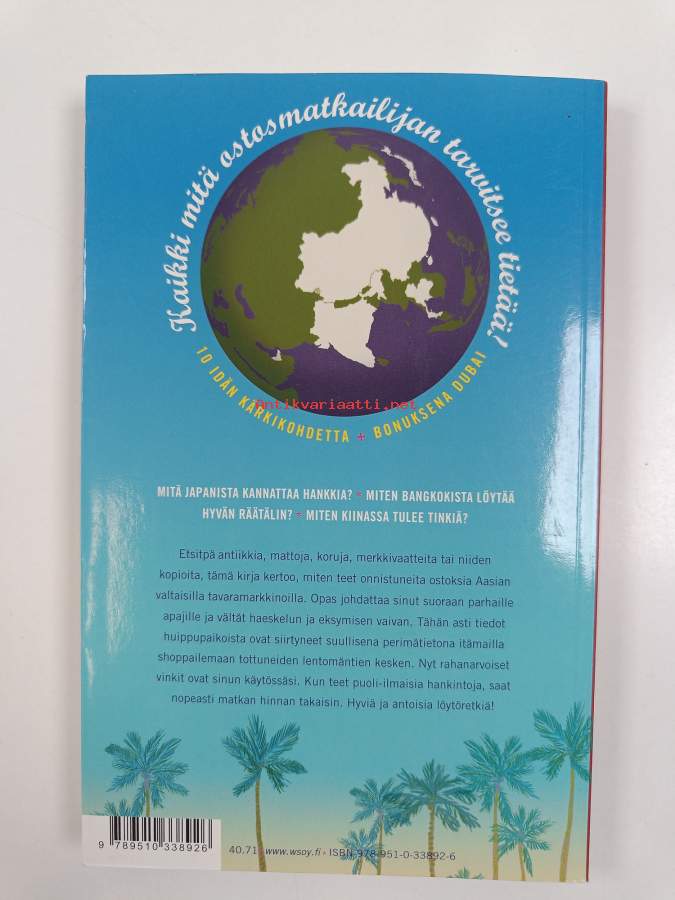 Kaikki mitä ostosmatkailijan tarvitsee tietää!
10 IDÄN KÄRKIKOHDETTA + BONUKSENA DUBAI
Antikvariaatti.net
MITÄ JAPANISTA KANNATTAA HANKKIA? * MITEN BANGKOKISTA LÖYTÄÄ
HYVÄN RÄÄTÄLIN? * MITEN KIINASSA TULEE TINKIÄ?
Etsitpä antiikkia, mattoja, koruja, merkkivaatteita tai niiden
kopioita, tämä kirja kertoo, miten teet onnistuneita ostoksia Aasian
valtaisilla tavaramarkkinoilla. Opas johdattaa sinut suoraan parhaille
apajille ja vältät haeskelun ja eksymisen vaivan. Tähän asti tiedot
huippupaikoista ovat siirtyneet suullisena perimätietona itämailla
shoppailemaan tottuneiden lentomäntien kesken. Nyt rahanarvoiset
vinkit ovat sinun käytössäsi. Kun teet puoli-ilmaisia hankintoja, saat
nopeasti matkan hinnan takaisin. Hyviä ja antoisia löytöretkiä!
9 789510 338926
40.71 * www.wsoy.fi * ISBN 978-951-0-33892-6